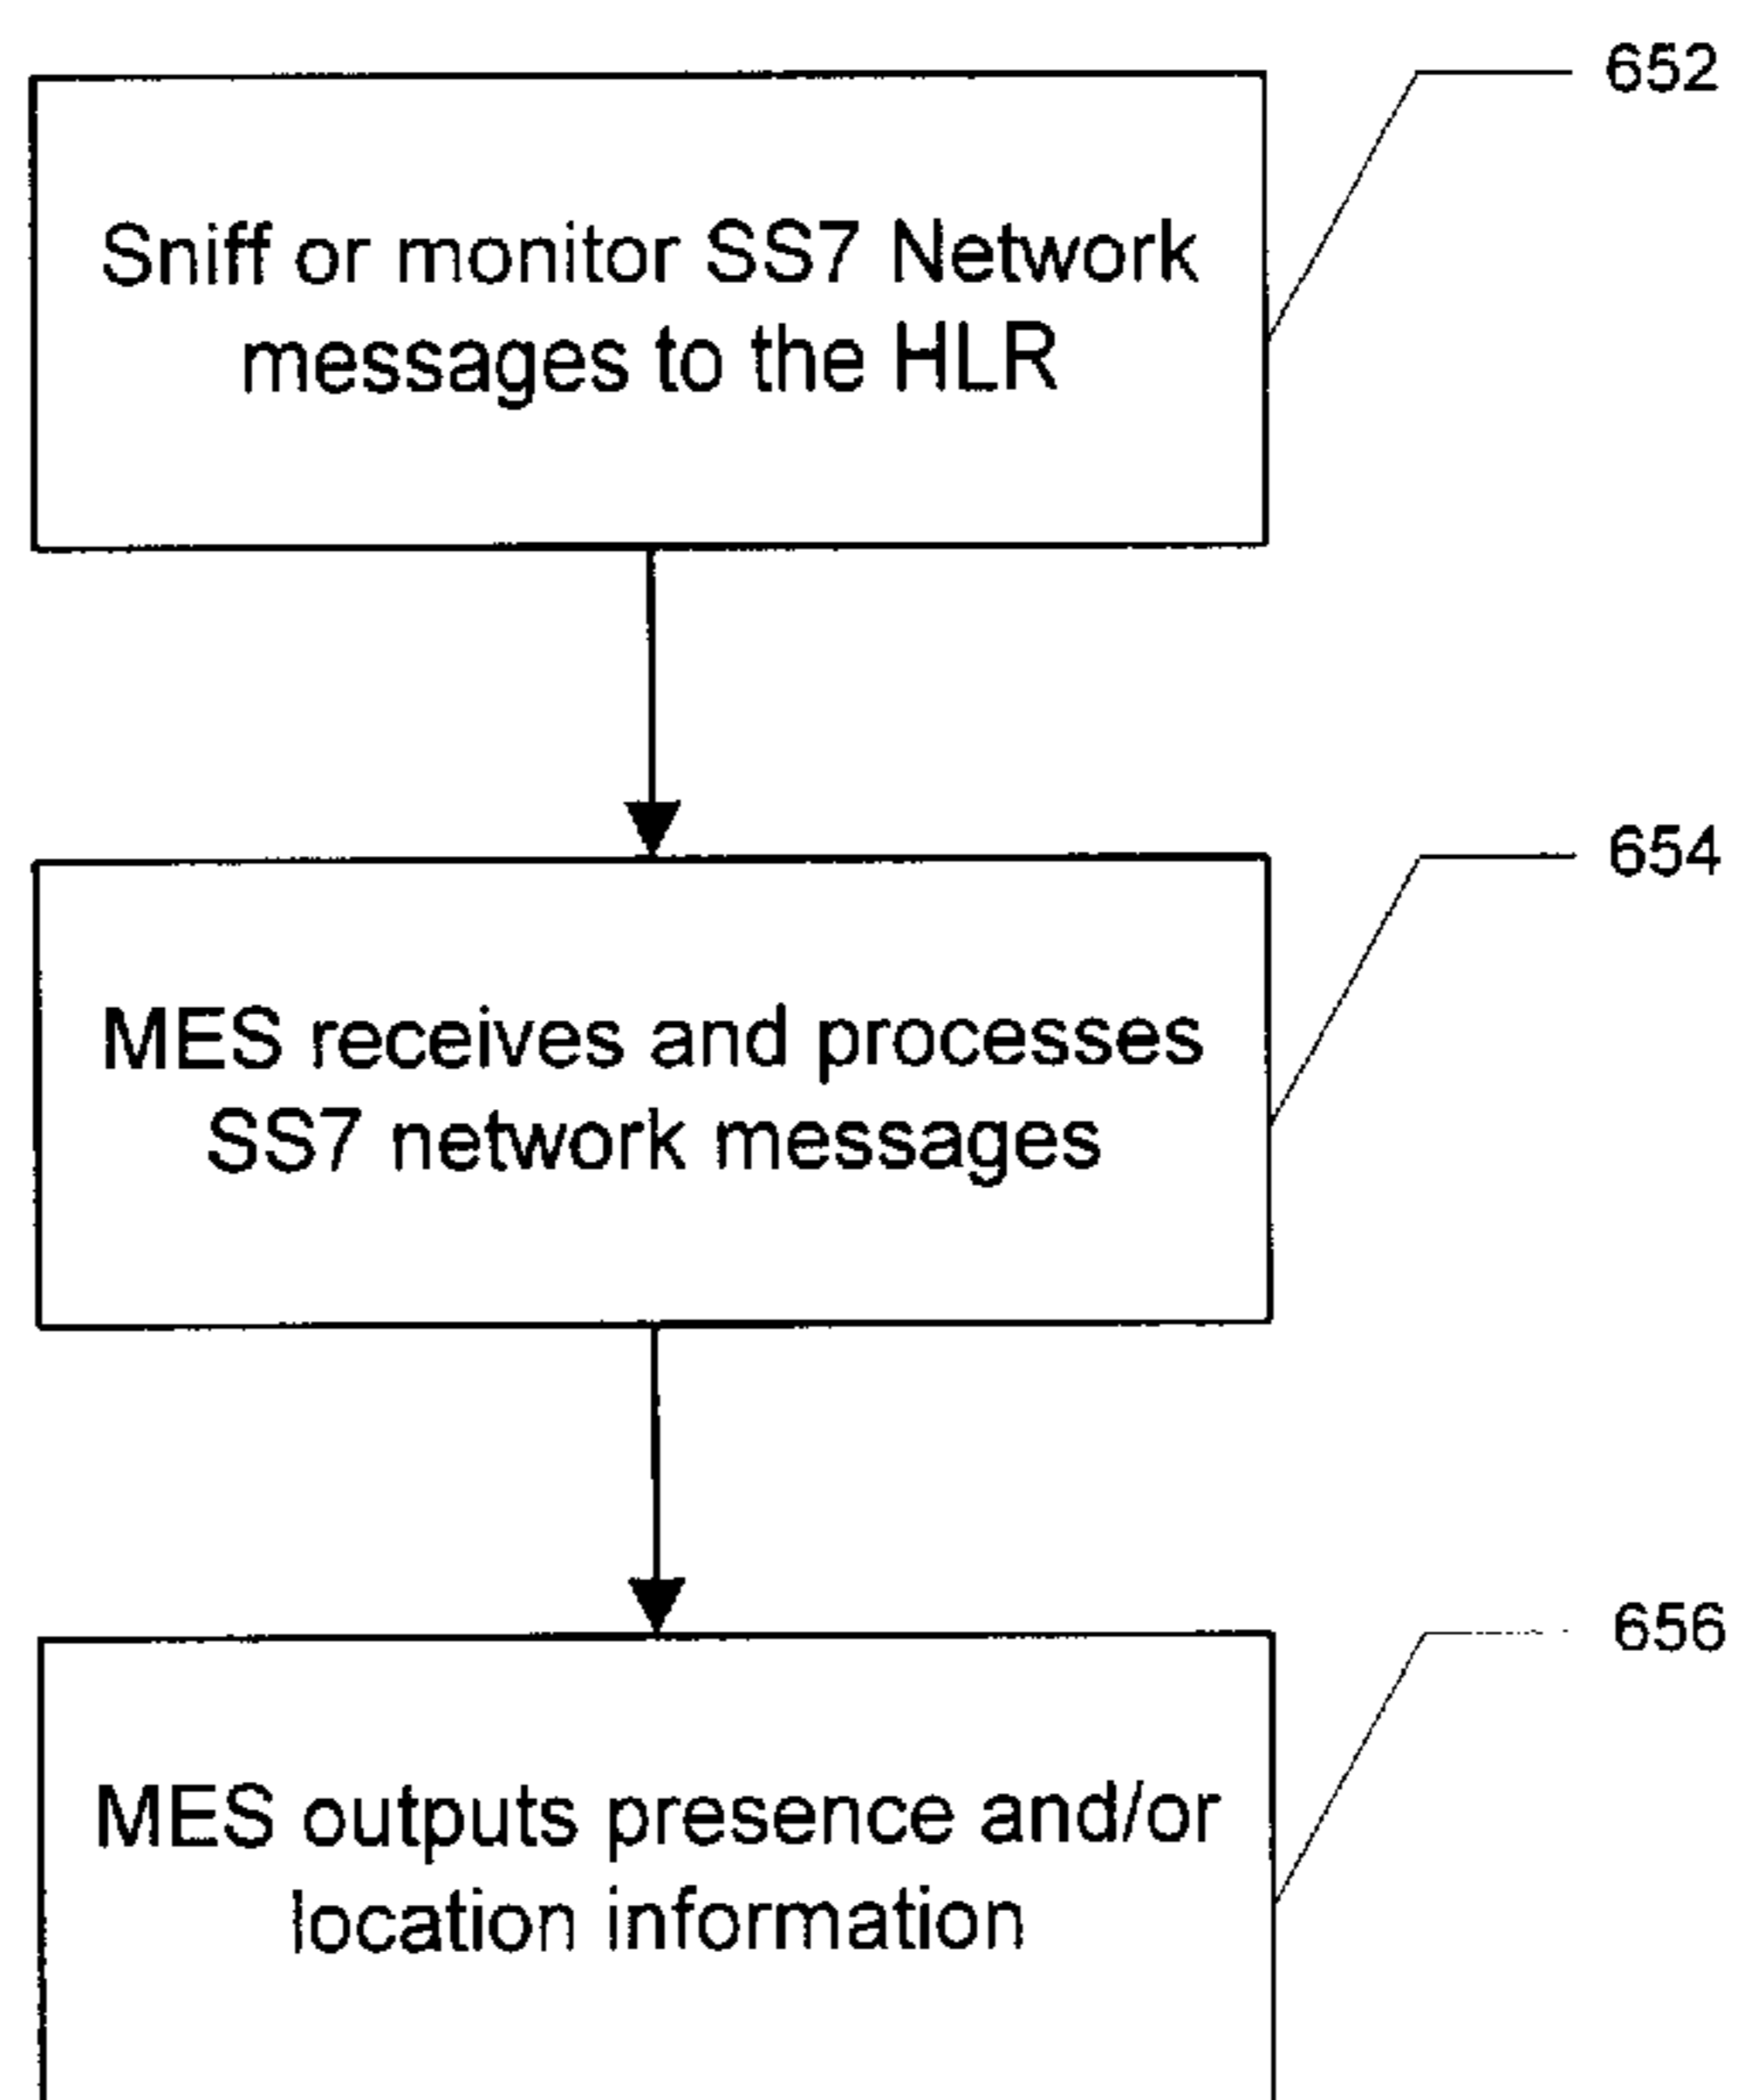 652
Sniff or monitor SS7 Network
messages to the HLR
654
MES receives and processes
SS7 network messages
656
MES outputs presence and/or
location information